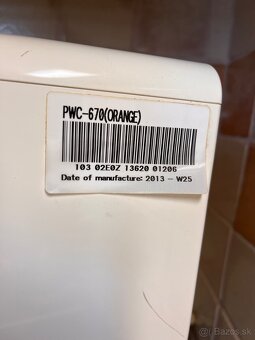 PWC-670(ORANGE)
103 02E0Z 13620 01206
Date of manufacture: 2013 - W25
bazos.sk